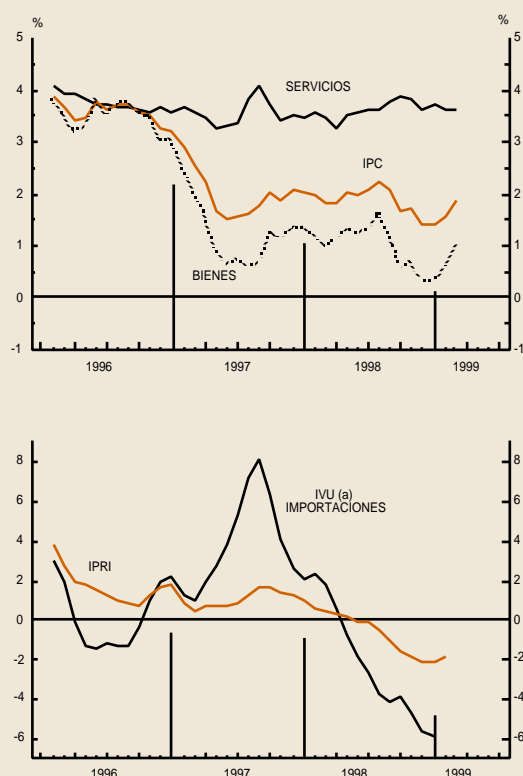 % %
5 5
SERVICIOS
4 4
3 3
IPC
2 2
1 1
BIENES
0 0
-1 -1
1996 1997 1998 1999
8 8
IVU (a)
IMPORTACIONES
6 6
IPRI
4 4
2 2
0 0
-2 -2
-4 -4
-6 -6
1996 1997 1998 1999